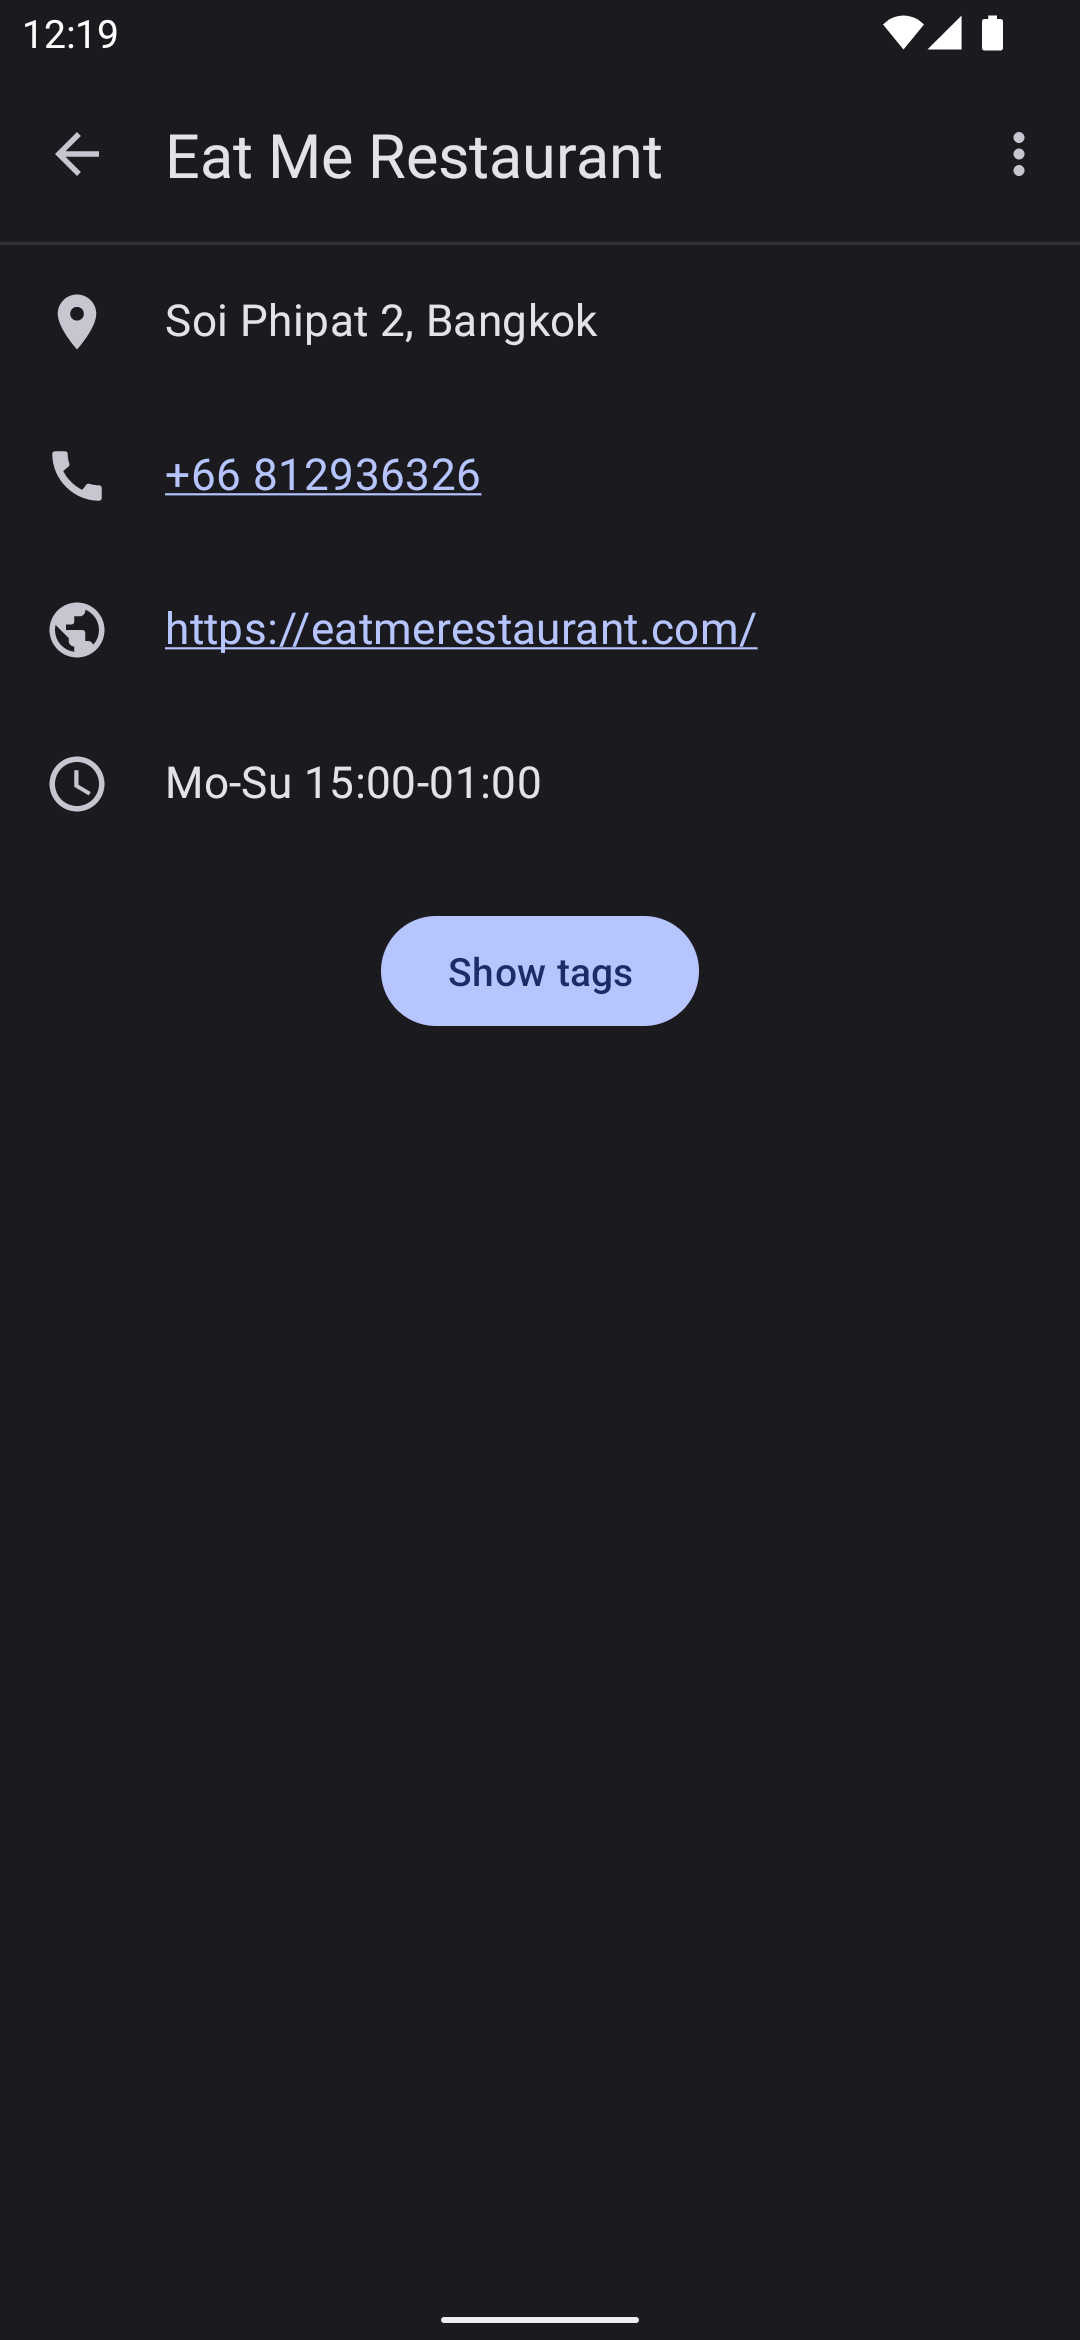 12:19
Eat Me Restaurant
Soi Phipat 2, Bangkok
+66 812936326
https://eatmerestaurant.com/
Mo-Su 15:00-01:00
Show tags